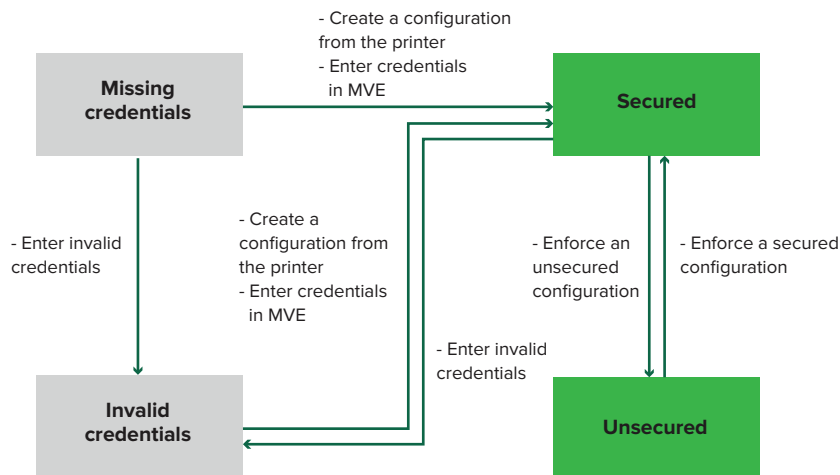 - Create a configuration
from the printer
- Enter credentials
in MVE
Missing
credentials
Secured
- Enter invalid
credentials
- Create a
configuration from
the printer
- Enter credentials
in MVE
- Enforce an
unsecured
configuration
- Enforce a secured
configuration
- Enter invalid
credentials
Invalid
credentials
Unsecured